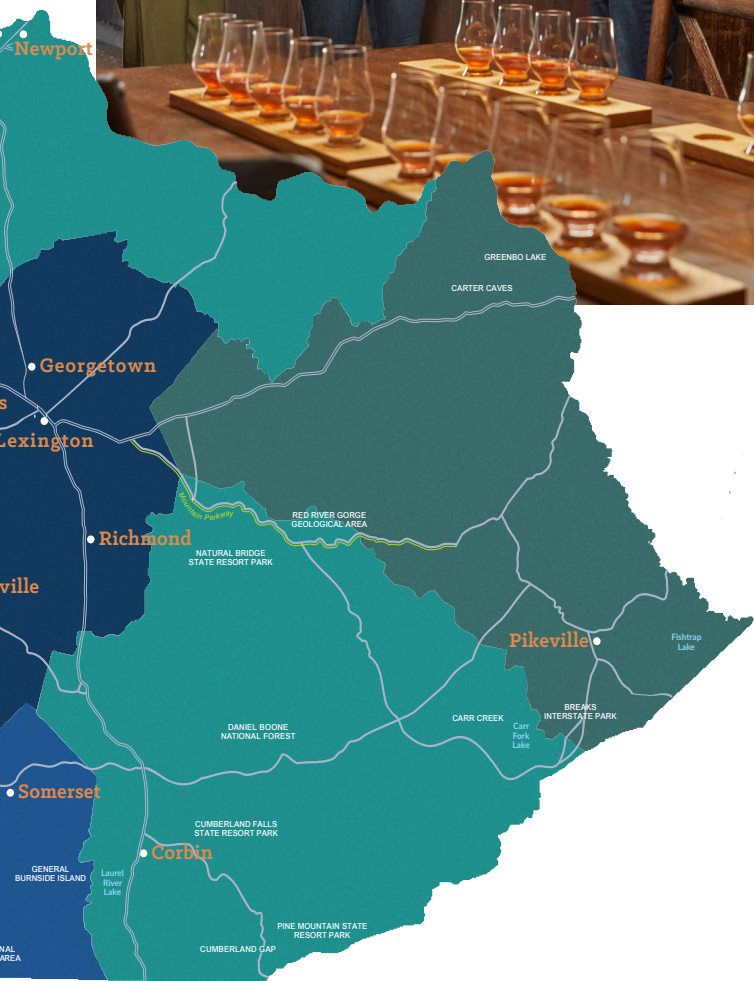 Newport
GREENBO LAKE
CARTER CAVES
Georgetown
s
Lexington
Mountain Parkway
RED RIVER GORGE
GEOLOGICAL AREA
Richmond
NATURAL BRIDGE
STATE RESORT PARK
ville
Pikeville
Fishtrap
Lake
BREAKS
INTERSTATE PARK
CARR CREEK
Carr
Fork
Lake
DANIEL BOONE
NATIONAL FOREST
Somerset
CUMBERLAND FALLS
STATE RESORT PARK
Corbin
GENERAL
BURNSIDE ISLAND
Laurel
River
Lake
PINE MOUNTAIN STATE
RESORT PARK
CUMBERLAND GAP
NAL
AREA